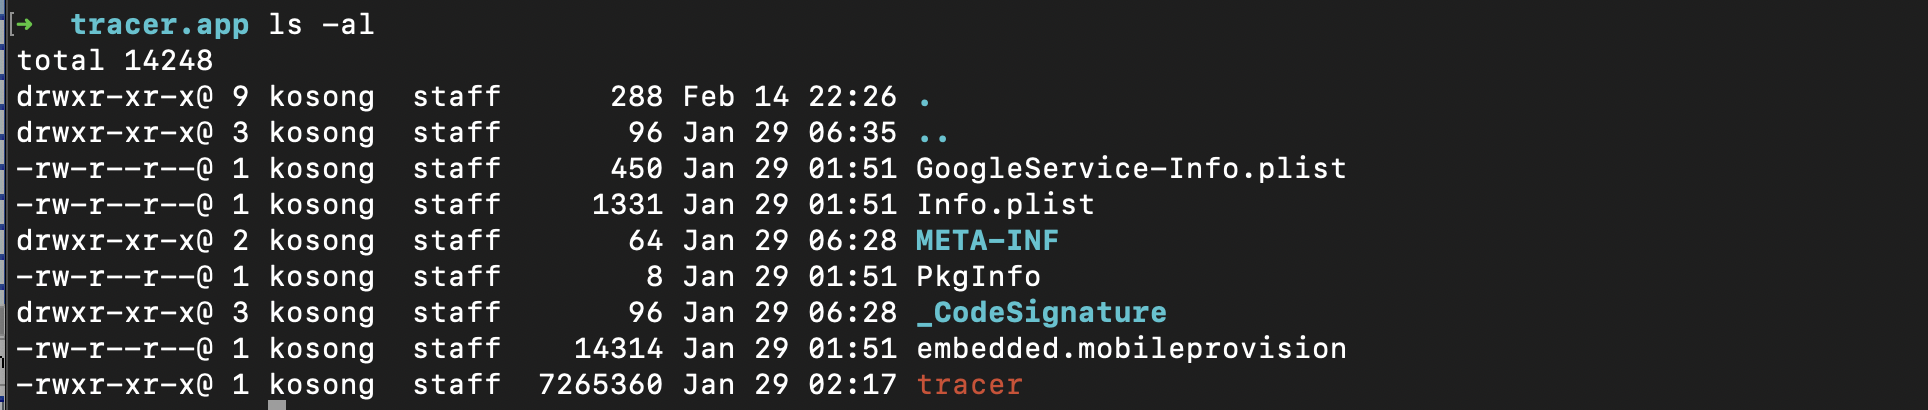 [→ tracer.app ls -al
total 14248
drwxr-xr-x@ 9 kosong  staff      288 Feb 14 22:26 .
drwxr-xr-x@ 3 kosong  staff       96 Jan 29 06:35 ..
-rw-r--r--@ 1 kosong  staff      450 Jan 29 01:51 GoogleService-Info.plist
-rw-r--r--@ 1 kosong  staff     1331 Jan 29 01:51 Info.plist
drwxr-xr-x@ 2 kosong  staff       64 Jan 29 06:28 META-INF
-rw-r--r--@ 1 kosong  staff        8 Jan 29 01:51 PkgInfo
drwxr-xr-x@ 3 kosong  staff       96 Jan 29 06:28 _CodeSignature
-rw-r--r--@ 1 kosong  staff    14314 Jan 29 01:51 embedded.mobileprovision
-rwxr-xr-x@ 1 kosong  staff  7265360 Jan 29 02:17 tracer